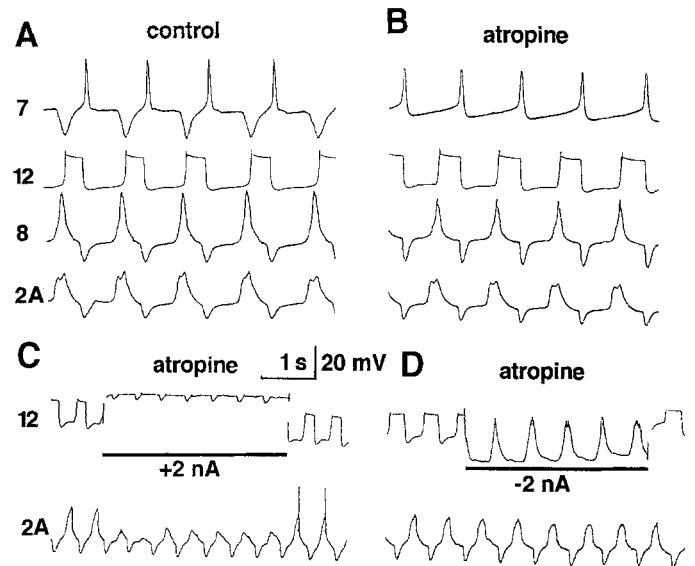 A
control
7
12
8
2A
B
atropine
C
atropine
1 s
20 mV
12
+2 nA
2A
D
atropine
-2 nA